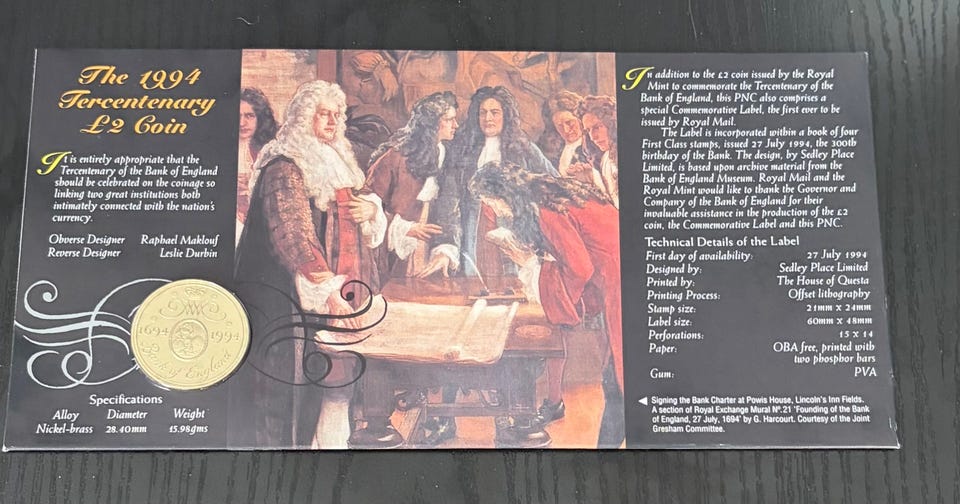 The 1994
Tercentenary
£2 Coin
It is entirely appropriate that the
Tercentenary of the Bank of England
should be celebrated on the coinage so
linking two great institutions both
intimately connected with the nation's
currency.
Obverse Designer Raphael Maklouf
Reverse Designer Leslie Durbin
1694 1994
Bank of England
Specifications
Alloy Diameter Weight
Nickel-brass 28.40mm 15.98gms
In addition to the £2 coin issued by the Royal
Mint to commemorate the Tercentenary of the
Bank of England, this PNC also comprises a
special Commemorative Label, the first ever to be
issued by Royal Mail.
The Label is incorporated within a book of four
First Class stamps, issued 27 July 1994, the 300th
birthday of the Bank. The design, by Sedley Place
Limited, is based upon archive material from the
Bank of England Museum. Royal Mail and the
Royal Mint would like to thank the Governor and
Company of the Bank of England for their
invaluable assistance in the production of the £2
coin, the Commemorative Label and this PNC.
Technical Details of the Label
First day of availability: 27 July 1994
Designed by: Sedley Place Limited
Printed by: The House of Questa
Printing Process: Offset lithography
Stamp size: 21mm x 24mm
Label size: 60mm x 48mm
Perforations: 15 x 14
Paper: OBA free, printed with
two phosphor bars
Gum: PVA
Signing the Bank Charter at Powis House, Lincoln's Inn Fields.
A section of Royal Exchange Mural Nº.21 'Founding of the Bank
of England, 27 July, 1694' by G. Harcourt. Courtesy of the Joint
Gresham Committee.